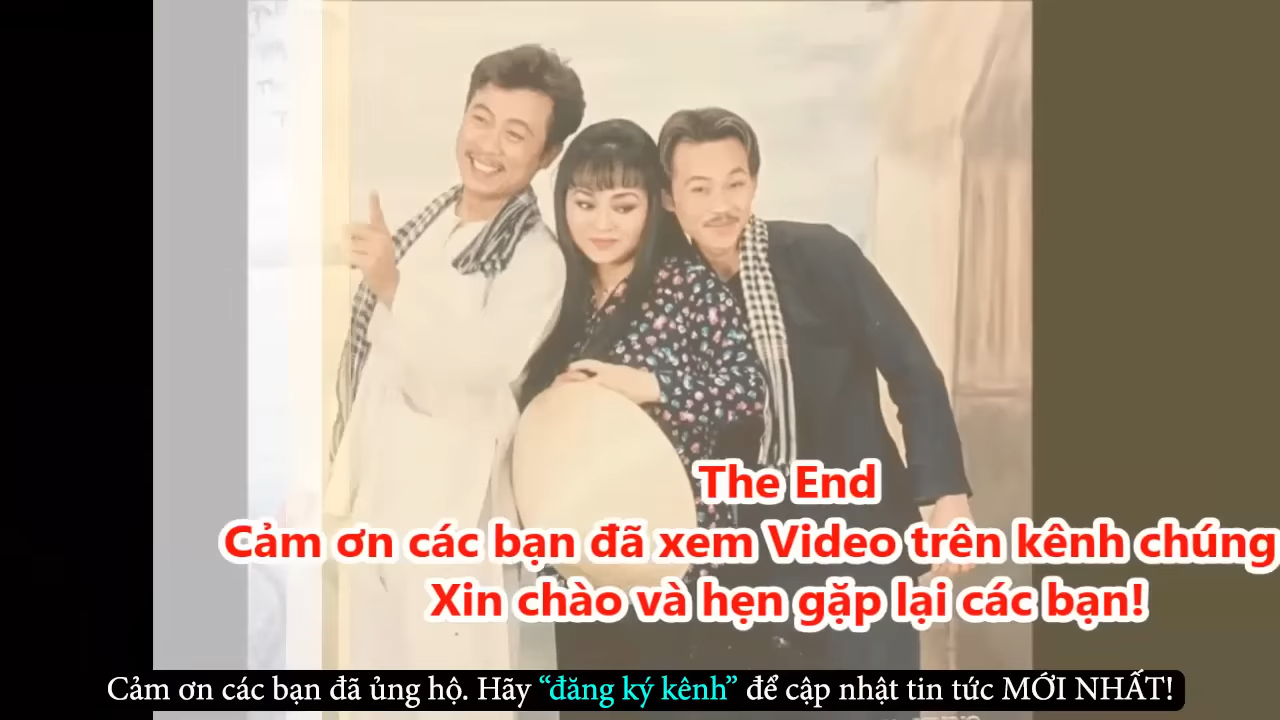 The End
Cảm ơn các bạn đã xem Video trên kênh chúng
Xin chào và hẹn gặp lại các bạn!
Cảm ơn các bạn đã ủng hộ. Hãy “đăng ký kênh” để cập nhật tin tức MỚI NHẤT!